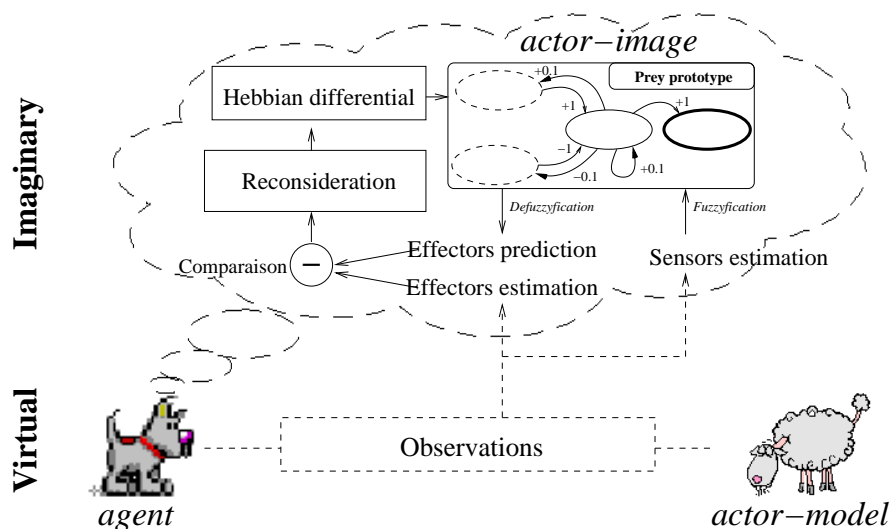 actor−image
Imaginary
Hebbian differential
Prey prototype
+0.1
+1
+1
−1
−0.1
+0.1
Reconsideration
Defuzzyfication
Fuzzyfication
Comparaison
−
Effectors prediction
Sensors estimation
Effectors estimation
Virtual
Observations
agent
actor−model